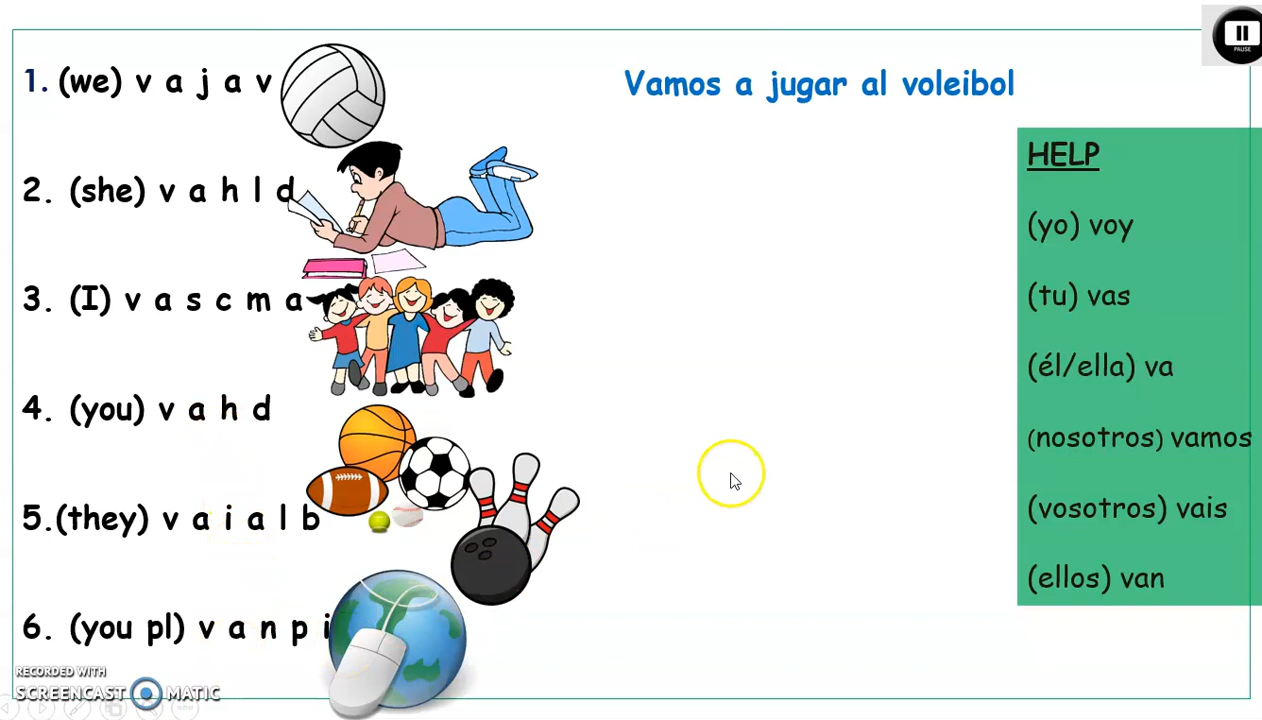 PAUSE
1. (we) v a j a v
Vamos a jugar al voleibol
2. (she) v a h l d
3. (I) v a s c m a
4. (you) v a h d
5.(they) v a i a l b
6. (you pl) v a n p i
HELP
(yo) voy
(tu) vas
(él/ella) va
(nosotros) vamos
(vosotros) vais
(ellos) van
RECORDED WITH
SCREENCAST MATIC